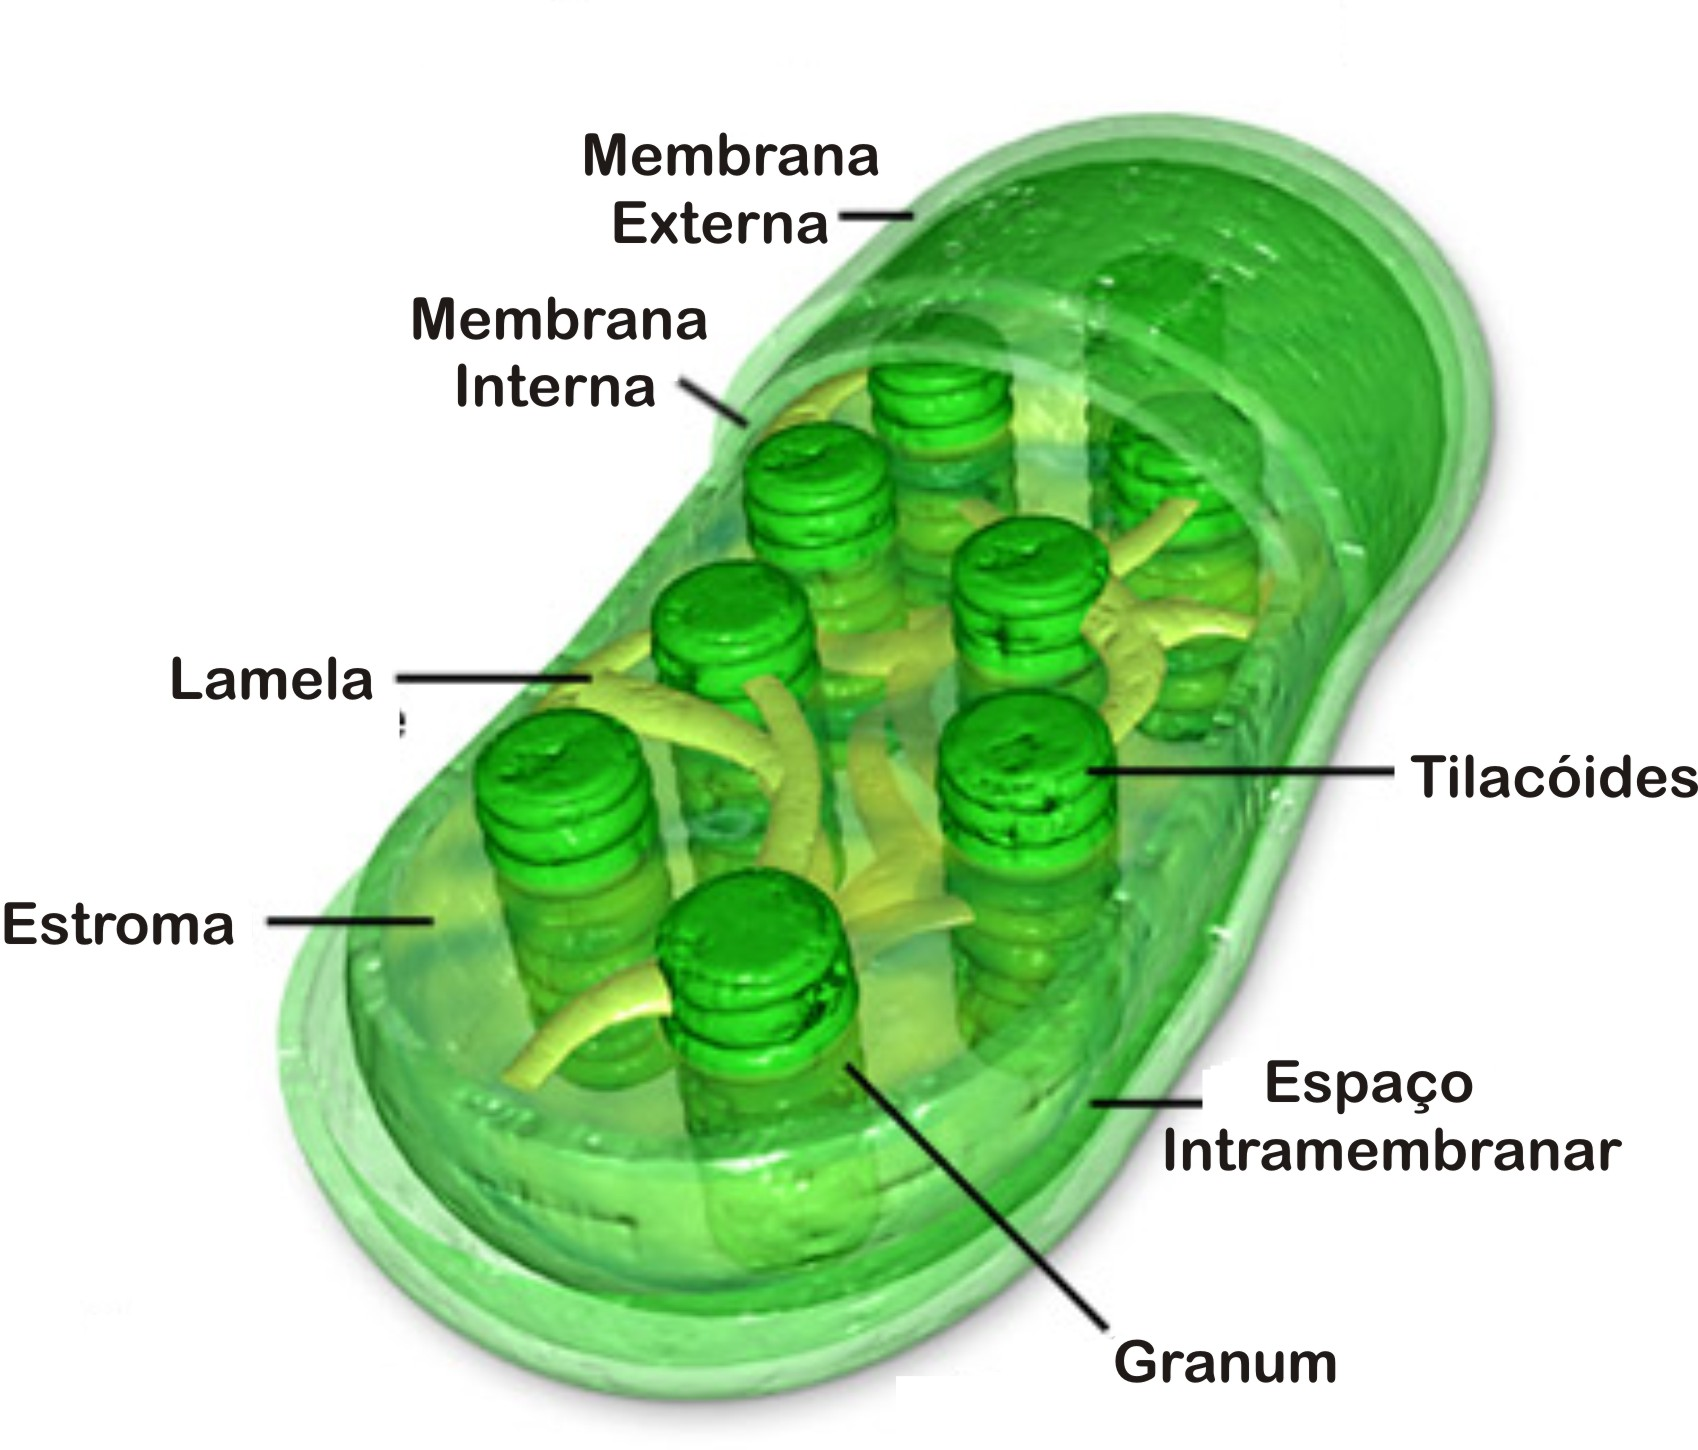 Membrana
Externa
Membrana
Interna
Lamela
Tilacóides
Estroma
Espaço
Intramembranar
Granum